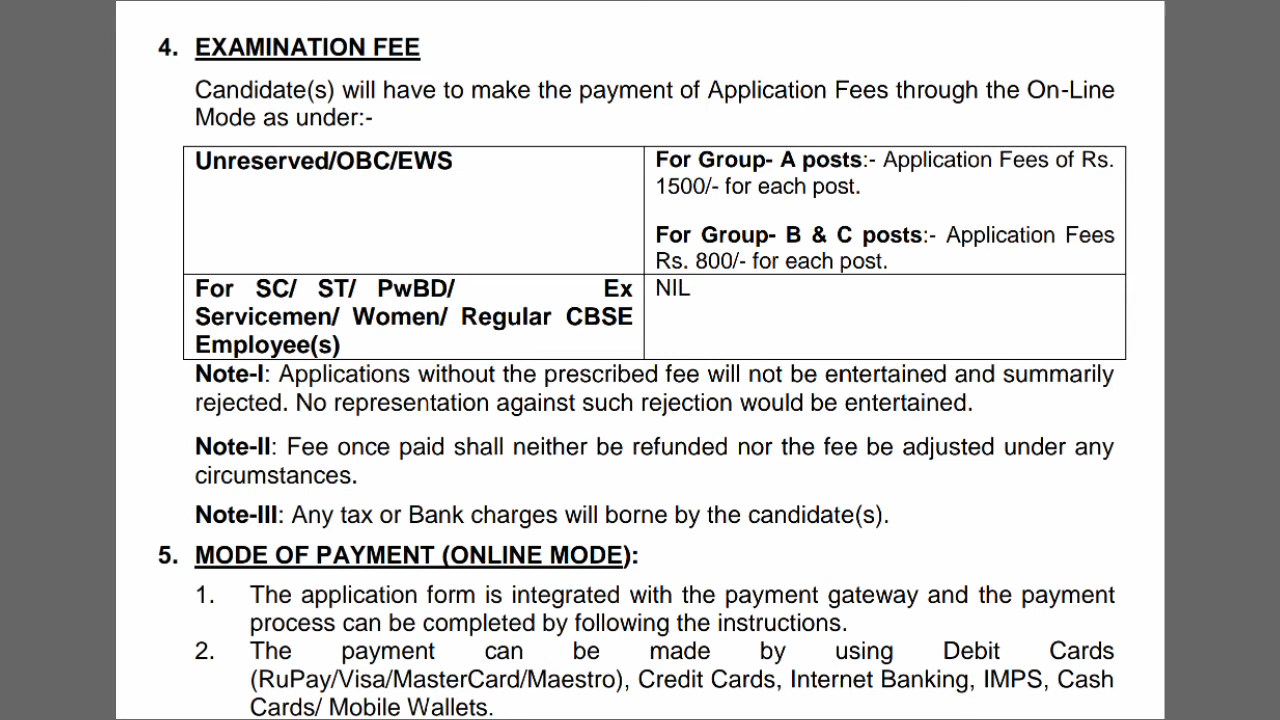 4. EXAMINATION FEE
Candidate(s) will have to make the payment of Application Fees through the On-Line
Mode as under:-
Unreserved/OBC/EWS
For Group- A posts:- Application Fees of Rs.
1500/- for each post.
For Group- B & C posts:- Application Fees
Rs. 800/- for each post.
For SC/ ST/ PwBD/ Ex
Servicemen/ Women/ Regular CBSE
Employee(s)
NIL
Note-I: Applications without the prescribed fee will not be entertained and summarily
rejected. No representation against such rejection would be entertained.
Note-II: Fee once paid shall neither be refunded nor the fee be adjusted under any
circumstances.
Note-III: Any tax or Bank charges will borne by the candidate(s).
5. MODE OF PAYMENT (ONLINE MODE):
1. The application form is integrated with the payment gateway and the payment
process can be completed by following the instructions.
2. The payment can be made by using Debit Cards
(RuPay/Visa/MasterCard/Maestro), Credit Cards, Internet Banking, IMPS, Cash
Cards/ Mobile Wallets.